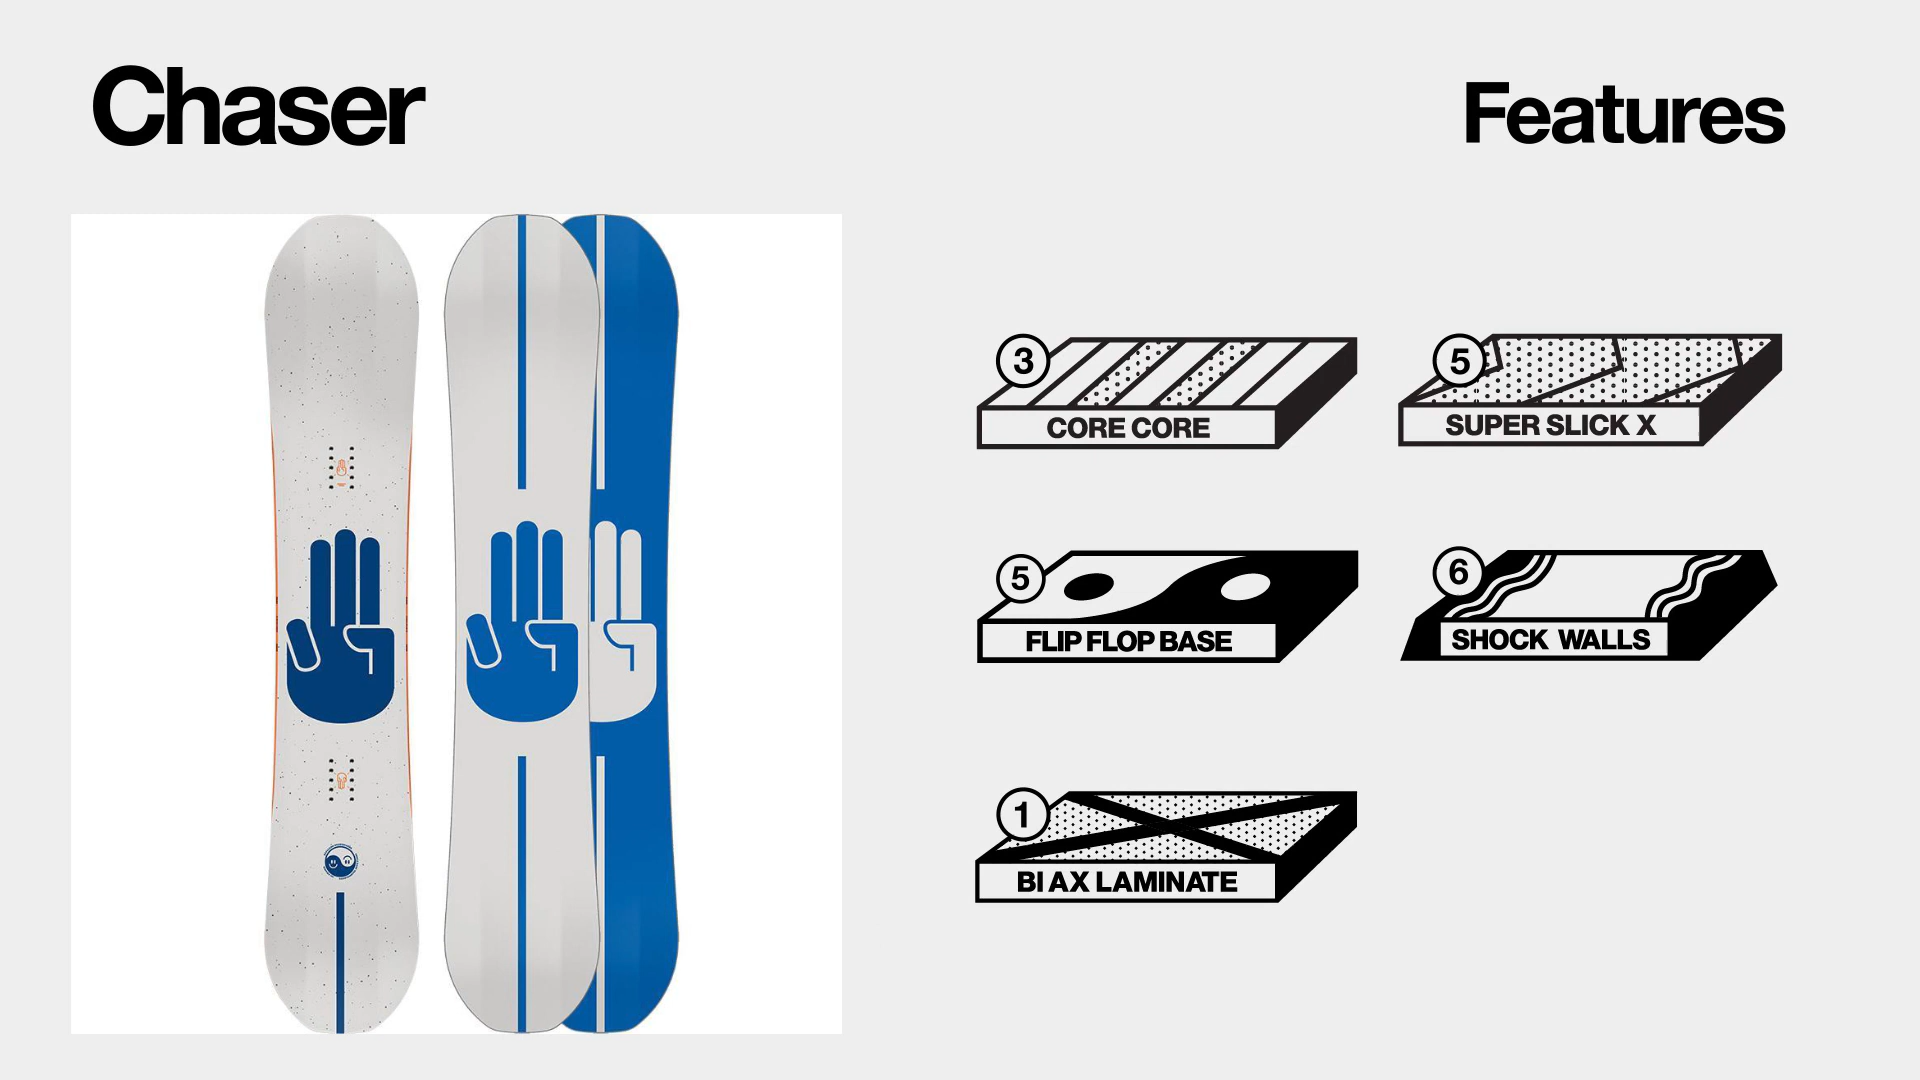 Chaser
Features
3
CORE CORE
5
SUPER SLICK X
5
FLIP FLOP BASE
6
SHOCK WALLS
1
BI AX LAMINATE